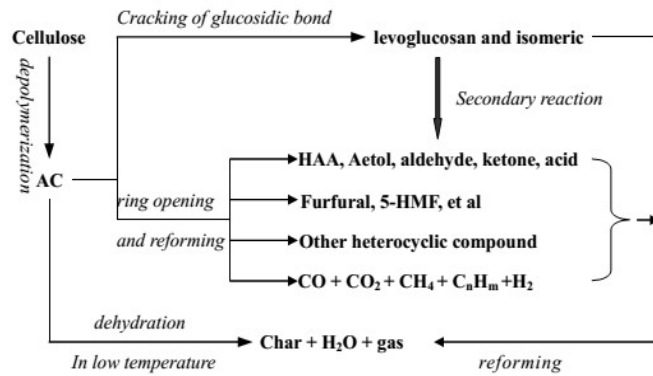 Cracking of glucosidic bond
Cellulose
levoglucosan and isomeric
depolymerization
Secondary reaction
HAA, Aetol, aldehyde, ketone, acid
AC
ring opening
Furfural, 5-HMF, et al
and reforming
Other heterocyclic compound
CO + CO₂ + CH₄ + CₙHₘ +H₂
dehydration
Char + H₂O + gas
In low temperature
reforming